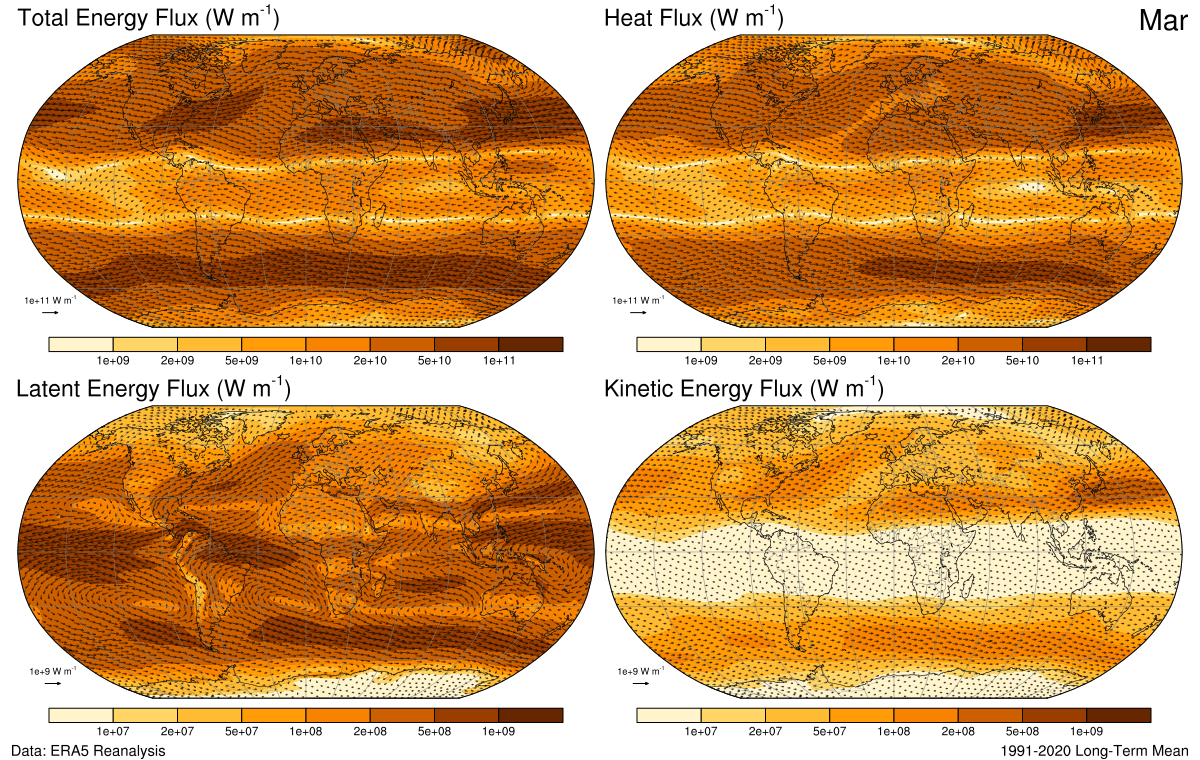 Total Energy Flux (W m-1)
Heat Flux (W m-1)
Mar
1e+11 W m-1
1e+11 W m-1
1e+09 2e+09 5e+09 1e+10 2e+10 5e+10 1e+11
1e+09 2e+09 5e+09 1e+10 2e+10 5e+10 1e+11
Latent Energy Flux (W m-1)
Kinetic Energy Flux (W m-1)
1e+9 W m-1
1e+9 W m-1
1e+07 2e+07 5e+07 1e+08 2e+08 5e+08 1e+09
1e+07 2e+07 5e+07 1e+08 2e+08 5e+08 1e+09
Data: ERA5 Reanalysis
1991-2020 Long-Term Mean